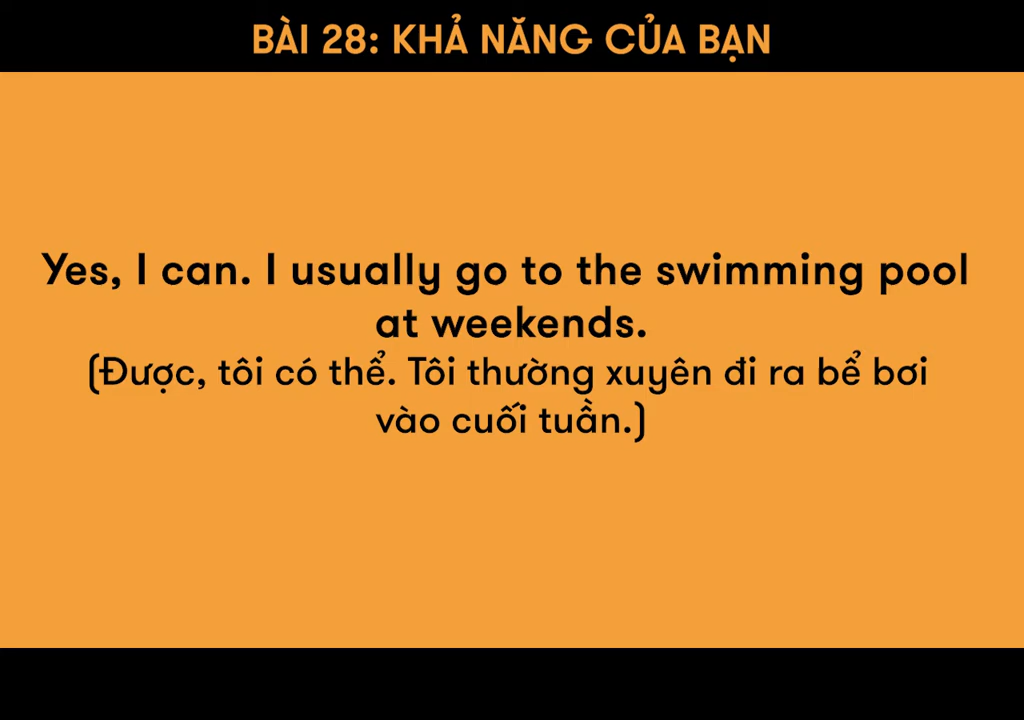 BÀI 28: KHẢ NĂNG CỦA BẠN
Yes, I can. I usually go to the swimming pool
at weekends.
(Được, tôi có thể. Tôi thường xuyên đi ra bể bơi
vào cuối tuần.)